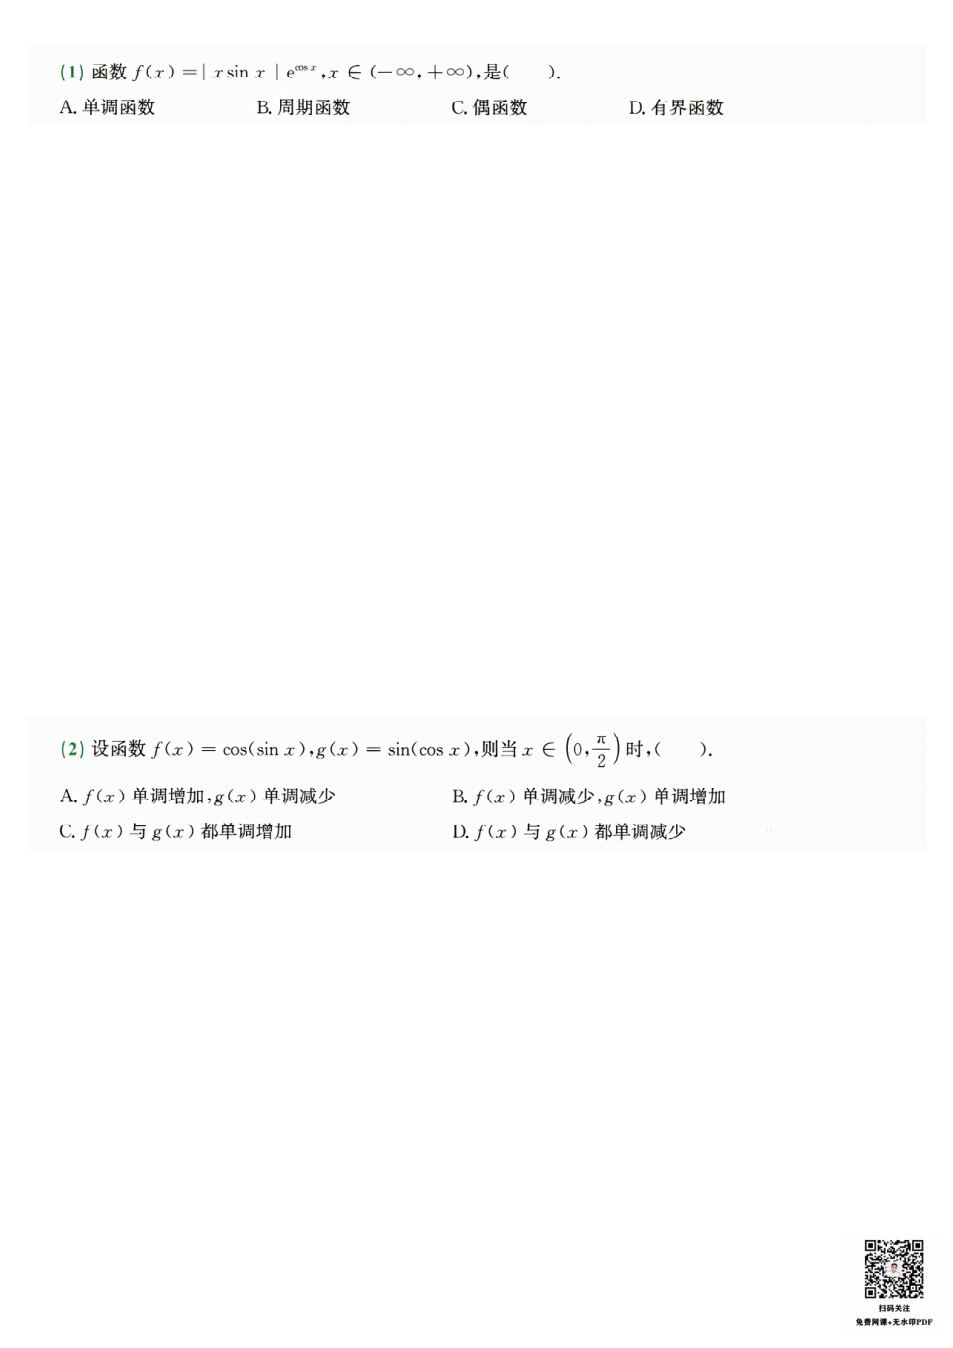 (1) 函数 f(x) = | x sin x | e^{cos x}, x ∈ (−∞, +∞),是(  ).
A. 单调函数 B. 周期函数 C. 偶函数 D. 有界函数
(2) 设函数 f(x) = cos(sin x), g(x) = sin(cos x),则当 x ∈ (0, π/2) 时,(  ).
A. f(x) 单调增加,g(x) 单调减少 B. f(x) 单调减少,g(x) 单调增加
C. f(x) 与 g(x) 都单调增加 D. f(x) 与 g(x) 都单调减少
扫码关注
免费网课+无水印PDF